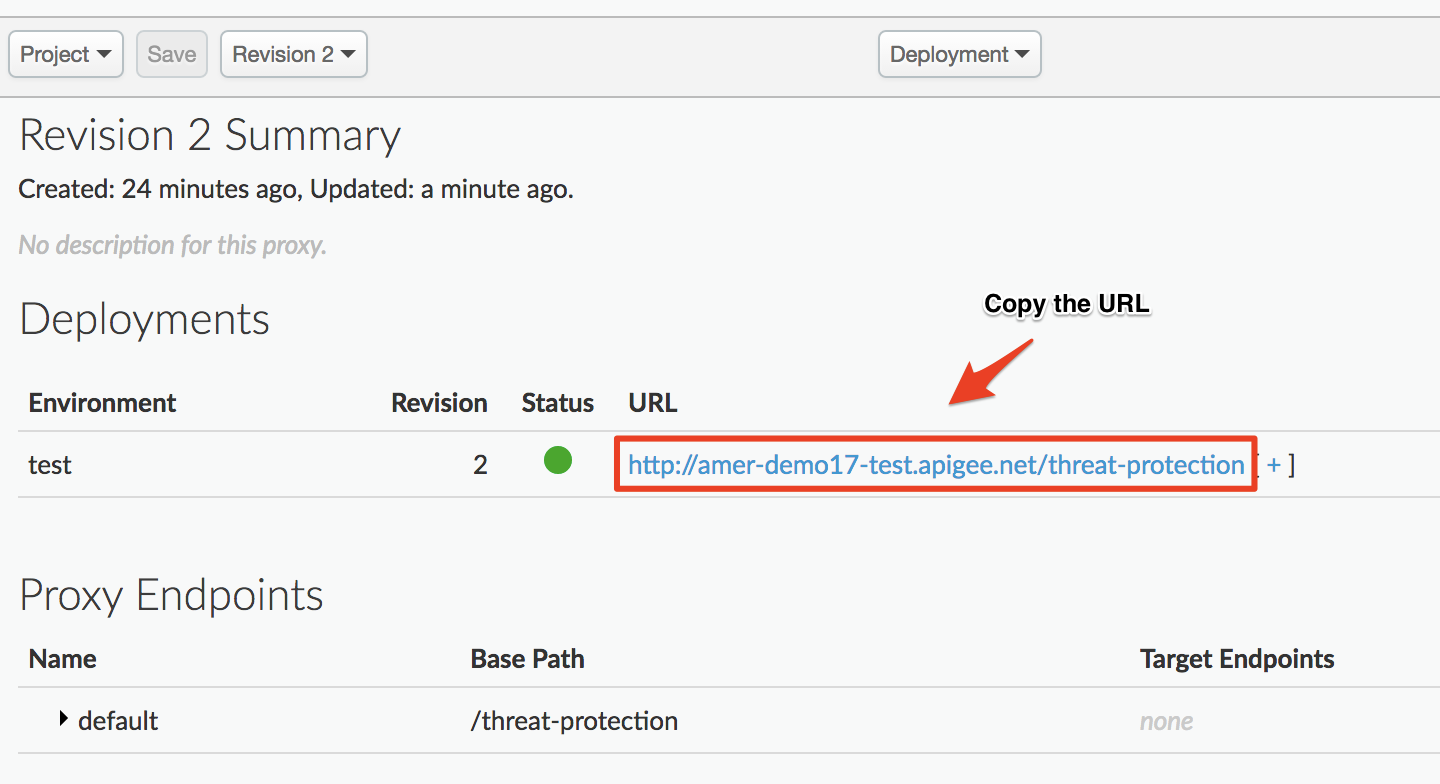 Project Save Revision 2 Deployment
Revision 2 Summary
Created: 24 minutes ago, Updated: a minute ago.
No description for this proxy.
Copy the URL
Deployments
Environment Revision Status URL
test 2 http://amer-demo17-test.apigee.net/threat-protection [ + ]
Proxy Endpoints
Name Base Path Target Endpoints
default /threat-protection none